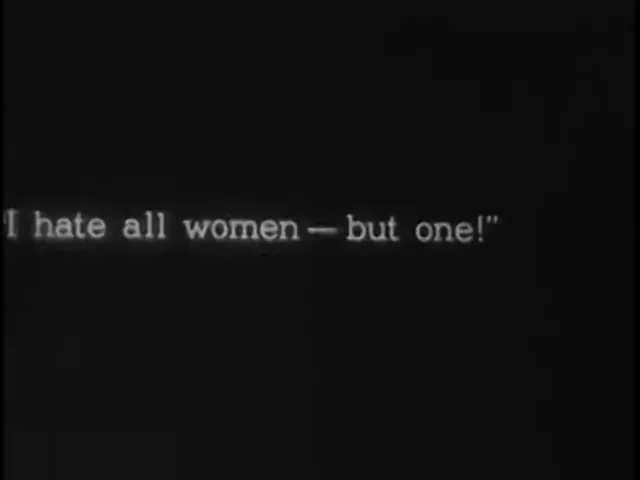 "I hate all women — but one!"